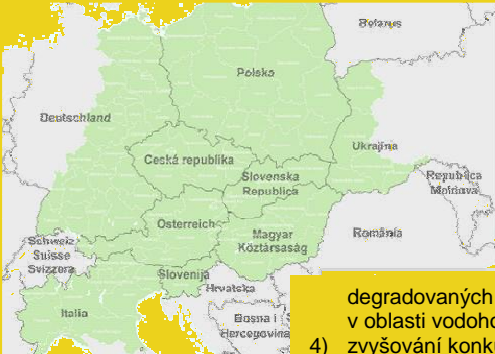 Belarus
Polska
Deutschland
Ukrajina
Česká republika
Slovenska
Republica
Republica
Moldova
Österreich
Magyar
Köztársaság
România
Schweiz
Suisse
Svizzera
Slovenija
Hrvatska
Italia
Bosna i
Hercegovina
degradovaných
v oblasti vodoho
4) zvyšování konk